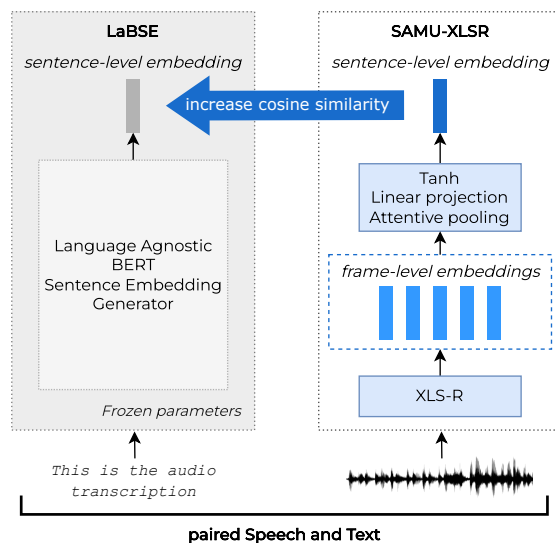 LaBSE
sentence-level embedding
Language Agnostic
BERT
Sentence Embedding
Generator
Frozen parameters
This is the audio
transcription
increase cosine similarity
SAMU-XLSR
sentence-level embedding
Tanh
Linear projection
Attentive pooling
frame-level embeddings
XLS-R
paired Speech and Text